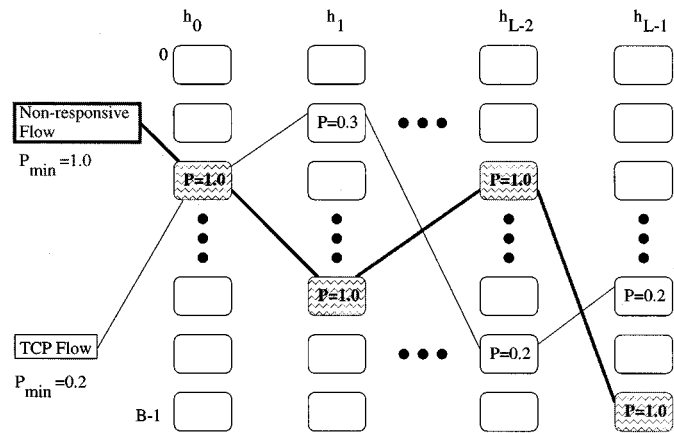 h0 h1 hL-2 hL-1
0
Non-responsive
Flow
P=0.3
Pmin =1.0
P=1.0 P=1.0
P=1.0 P=0.2
TCP Flow
P=0.2
Pmin =0.2
B-1
P=1.0